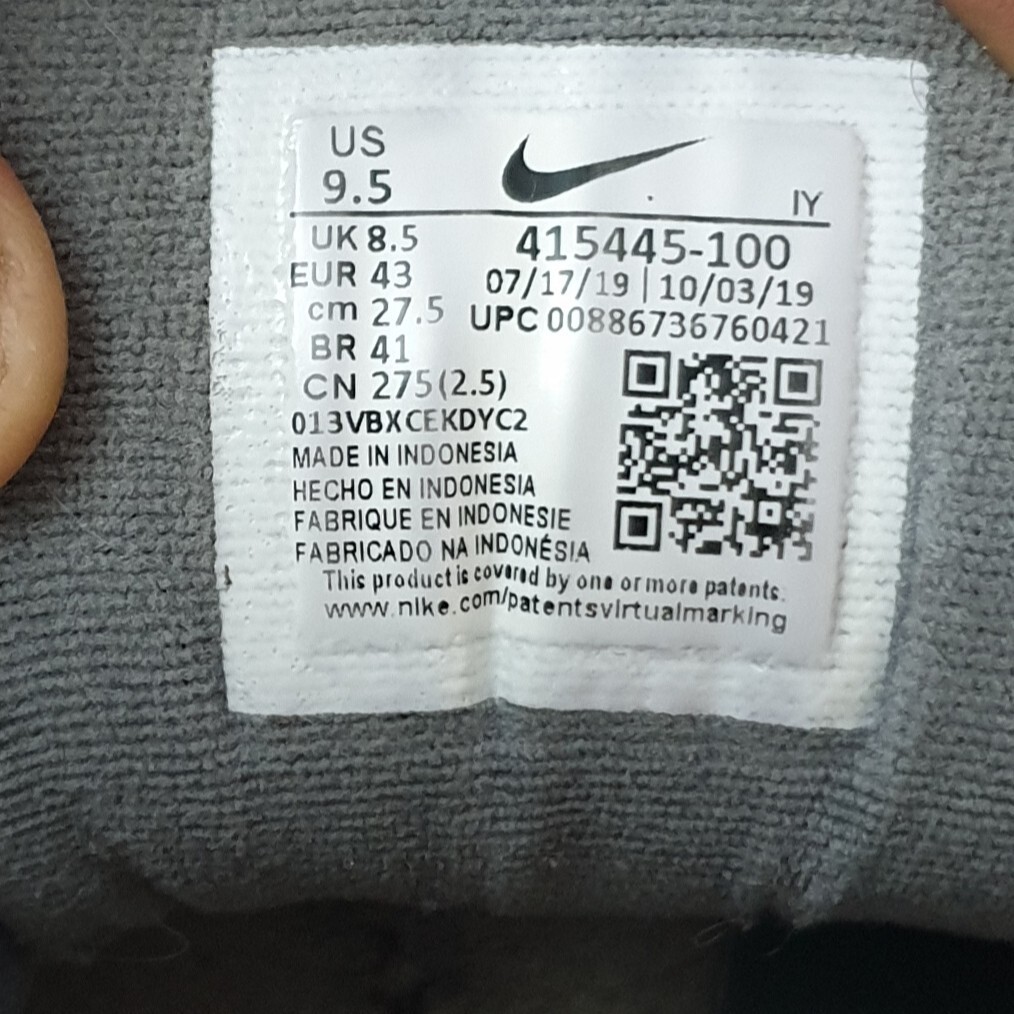 US
9.5
IY
UK 8.5
415445-100
EUR 43
07/17/19 | 10/03/19
cm 27.5
UPC 00886736760421
BR 41
CN 275(2.5)
013VBXCEKDYC2
MADE IN INDONESIA
HECHO EN INDONESIA
FABRIQUE EN INDONESIE
FABRICADO NA INDONÉSIA
This product is covered by one or more patents.
www.nike.com/patentsvirtualmarking